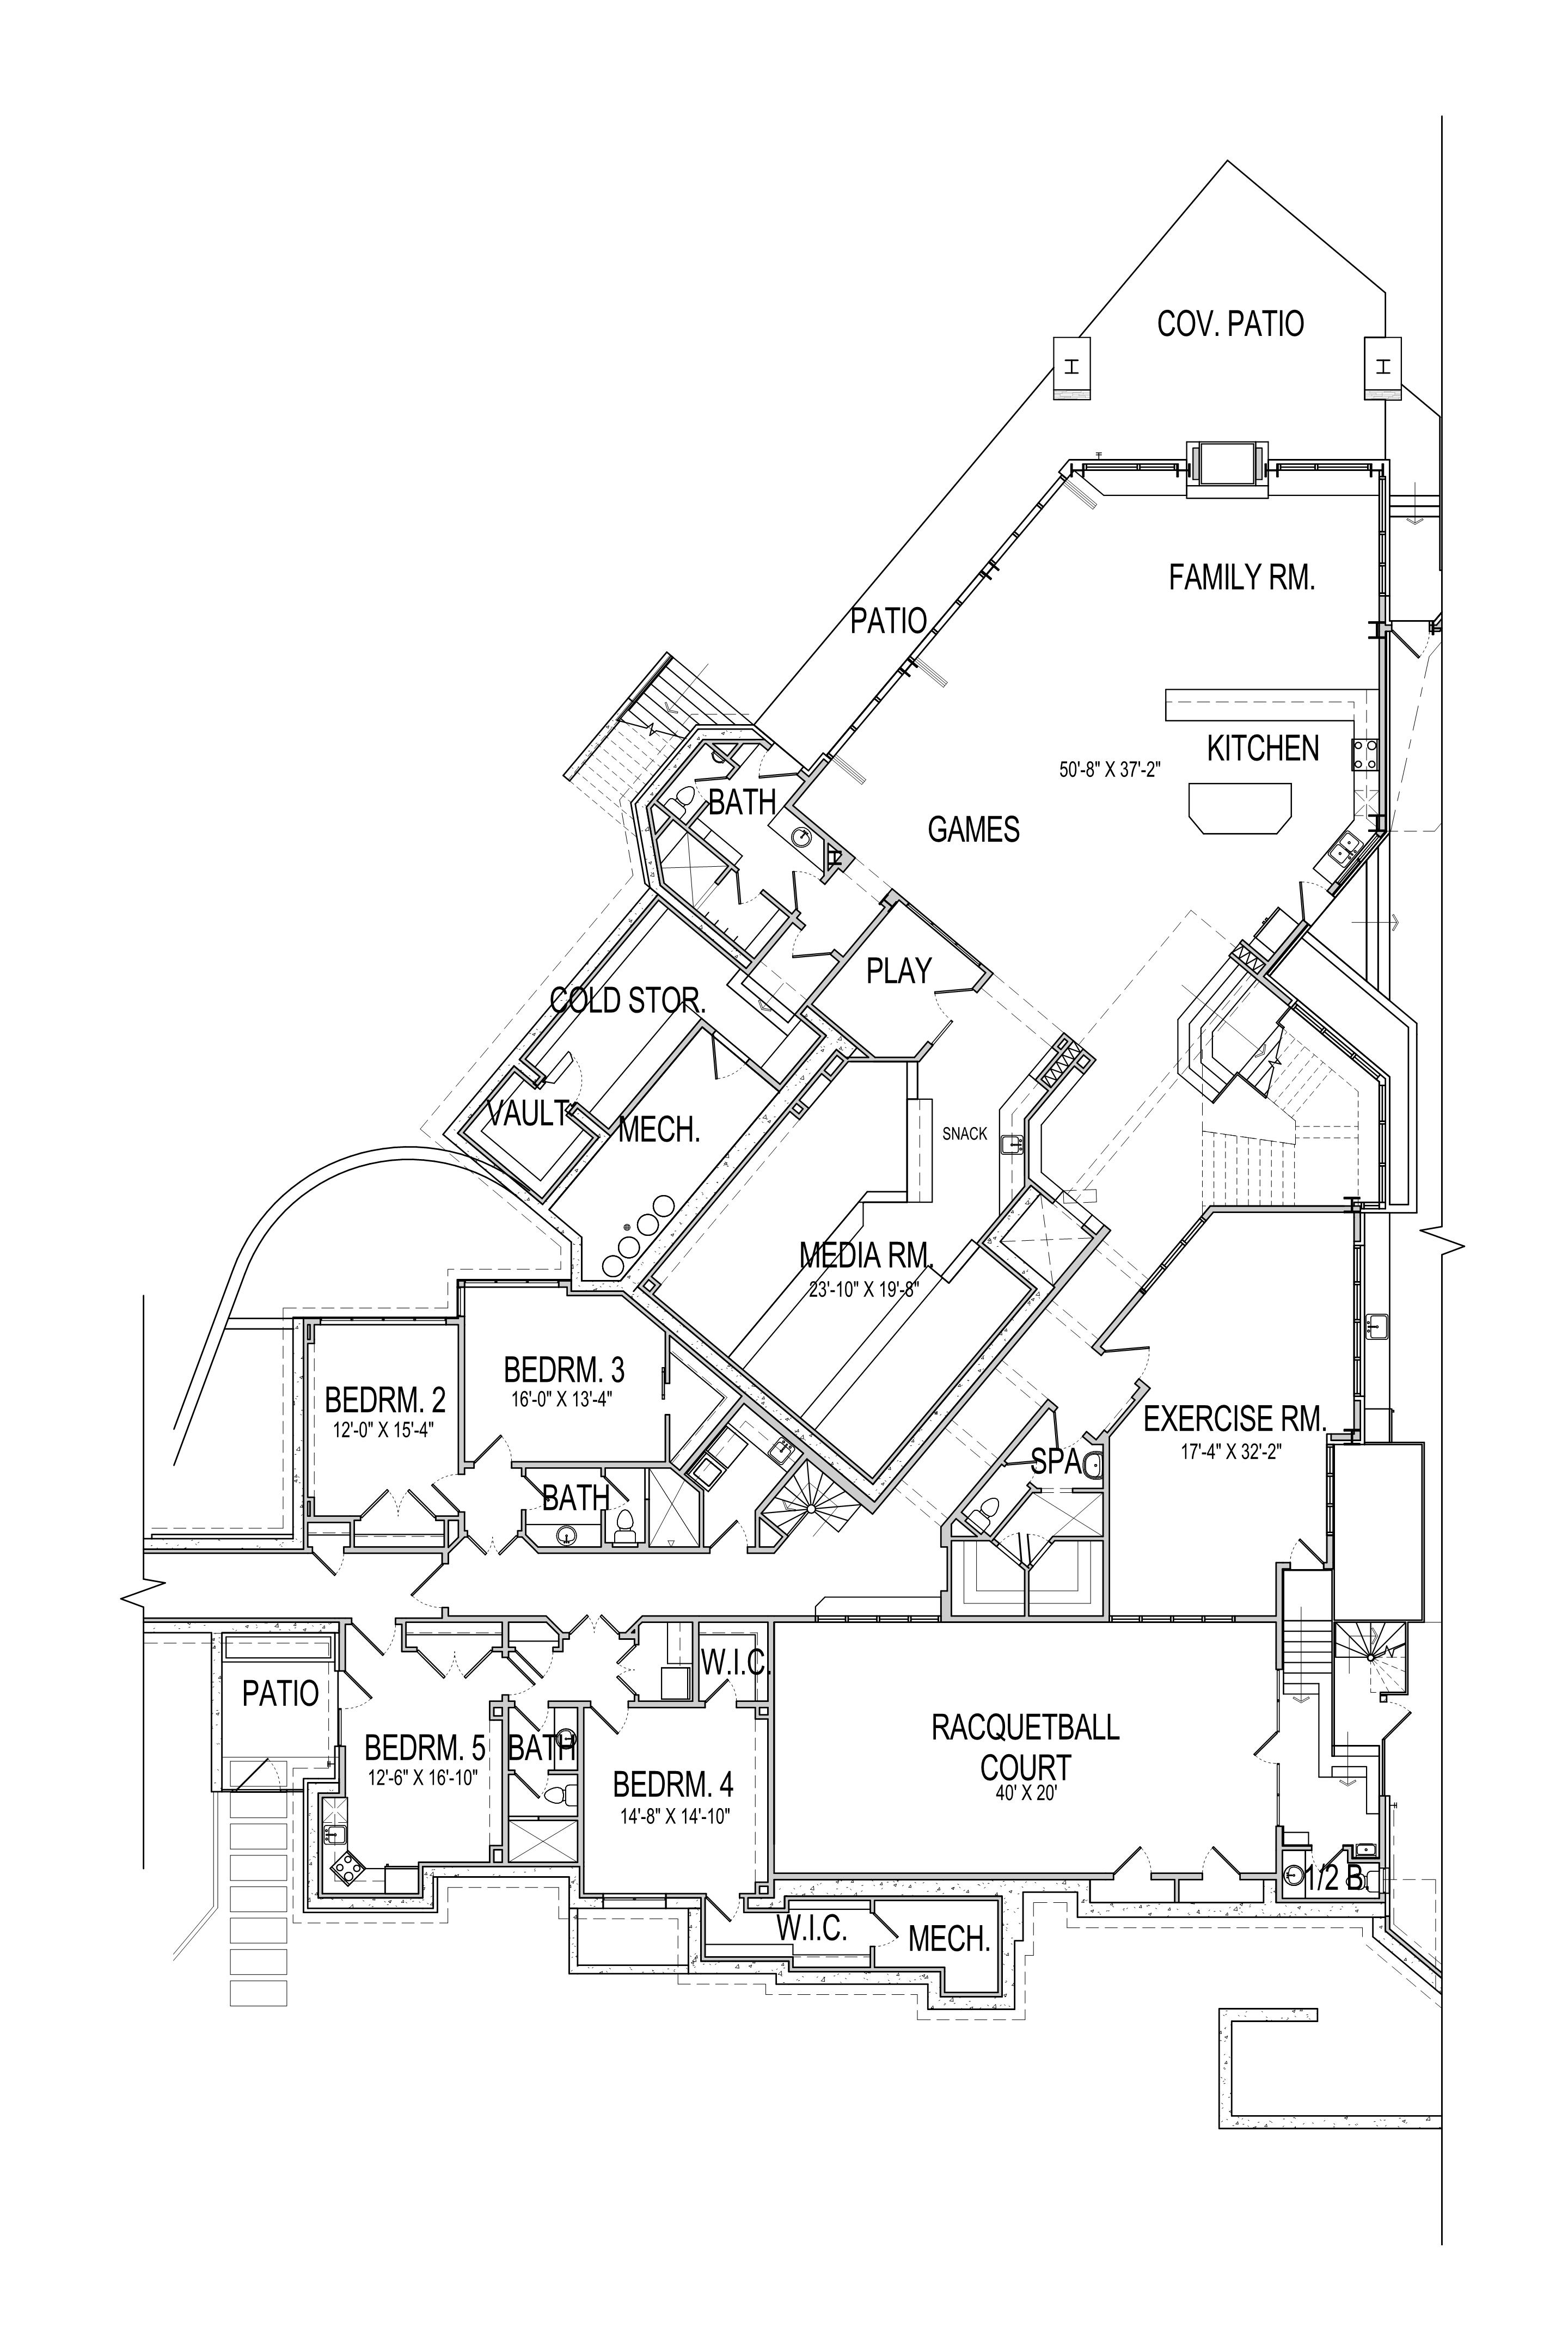 COV. PATIO
FAMILY RM.
PATIO
KITCHEN
50'-8" X 37'-2"
BATH
GAMES
PLAY
COLD STOR.
VAULT
MECH.
SNACK
MEDIA RM.
23'-10" X 19'-8"
BEDRM. 3
16'-0" X 13'-4"
BEDRM. 2
12'-0" X 15'-4"
EXERCISE RM.
17'-4" X 32'-2"
SPA
BATH
W.I.C.
PATIO
RACQUETBALL
COURT
40' X 20'
BEDRM. 5
12'-6" X 16'-10"
BATH
BEDRM. 4
14'-8" X 14'-10"
1/2 B
W.I.C.
MECH.